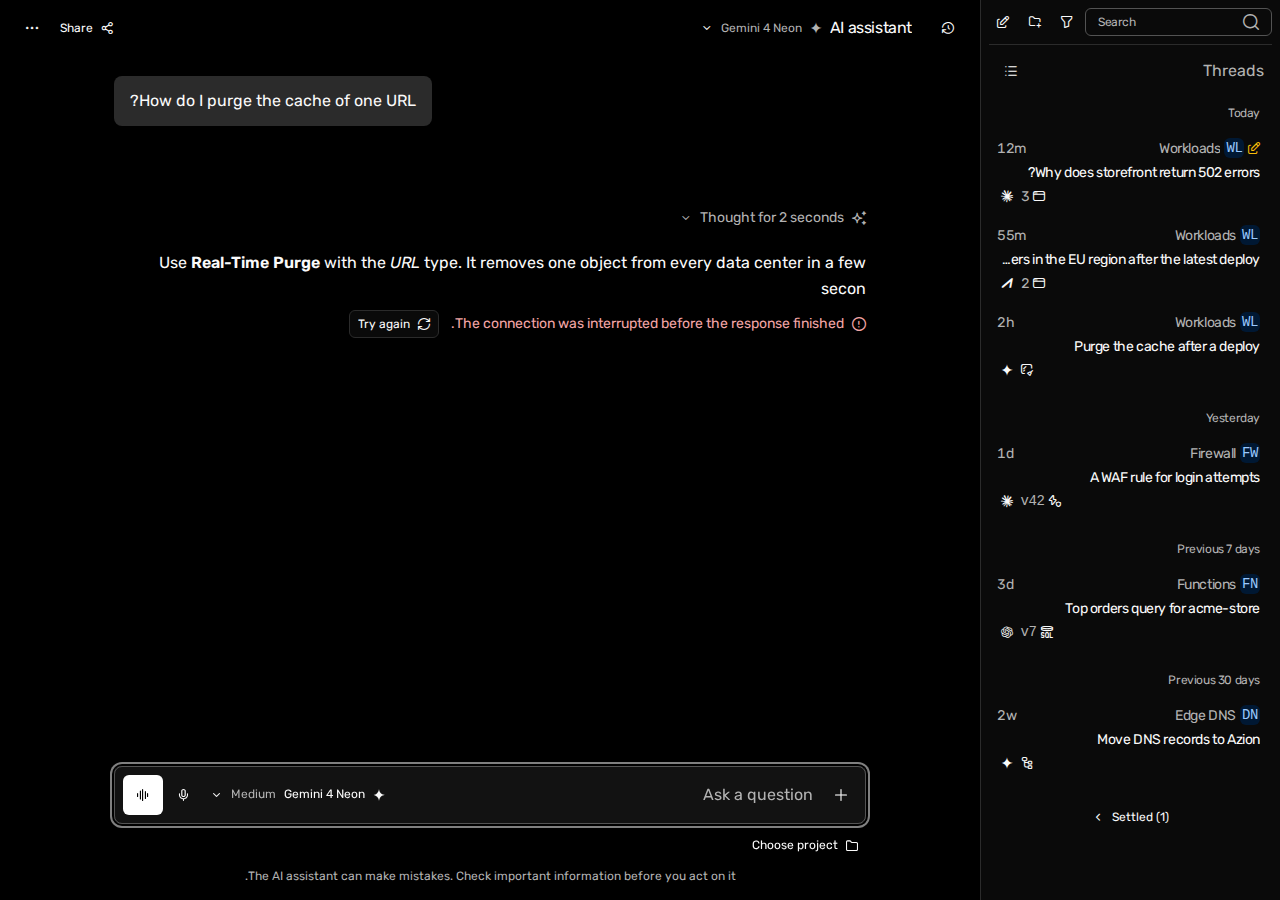 Share
Gemini 4 Neon
AI assistant
?How do I purge the cache of one URL
Thought for 2 seconds
Use Real-Time Purge with the URL type. It removes one object from every data center in a few
secon
.The connection was interrupted before the response finished
Try again
Ask a question
Medium Gemini 4 Neon
Choose project
.The AI assistant can make mistakes. Check important information before you act on it
Search
Threads
Today
12m Workloads WL
?Why does storefront return 502 errors
3
55m Workloads WL
...ers in the EU region after the latest deploy
2
2h Workloads WL
Purge the cache after a deploy
Yesterday
1d Firewall FW
A WAF rule for login attempts
v42
Previous 7 days
3d Functions FN
Top orders query for acme-store
v7 SQL
Previous 30 days
2w Edge DNS DN
Move DNS records to Azion
Settled (1)